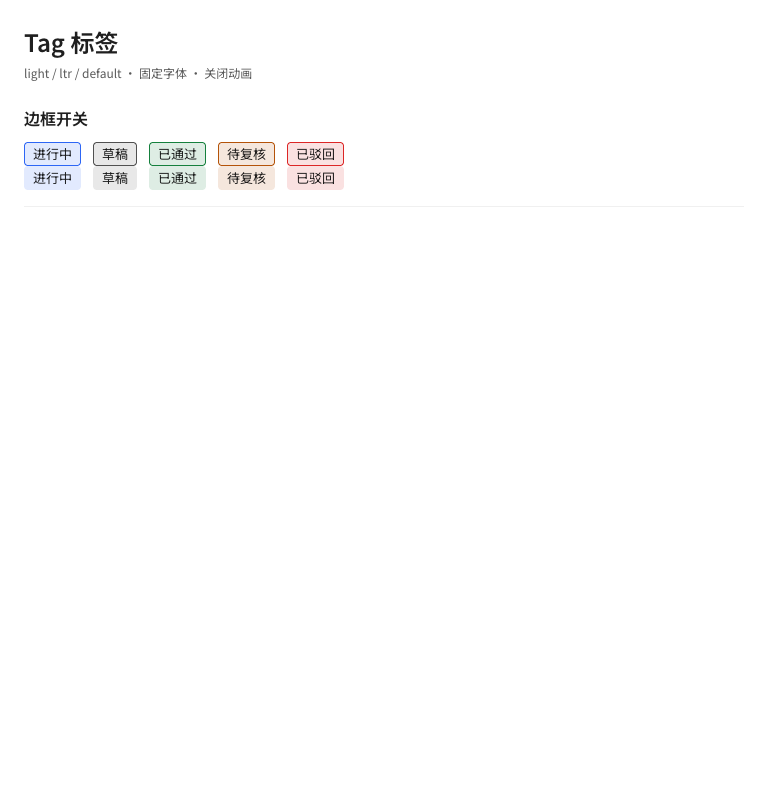 Tag 标签
light / ltr / default ・ 固定字体 ・ 关闭动画
边框开关
进行中 草稿 已通过 待复核 已驳回
进行中 草稿 已通过 待复核 已驳回